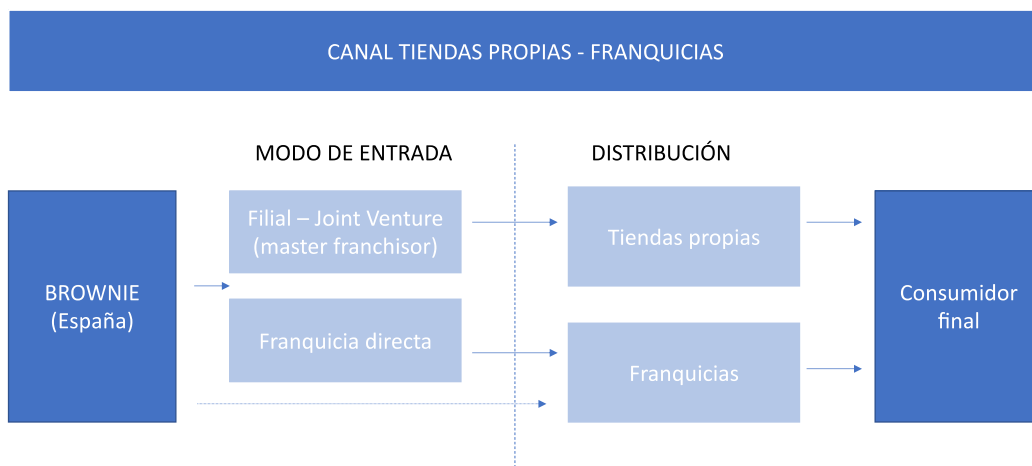 CANAL TIENDAS PROPIAS - FRANQUICIAS
MODO DE ENTRADA
DISTRIBUCIÓN
BROWNIE
(España)
Filial – Joint Venture
(master franchisor)
Franquicia directa
Tiendas propias
Franquicias
Consumidor
final